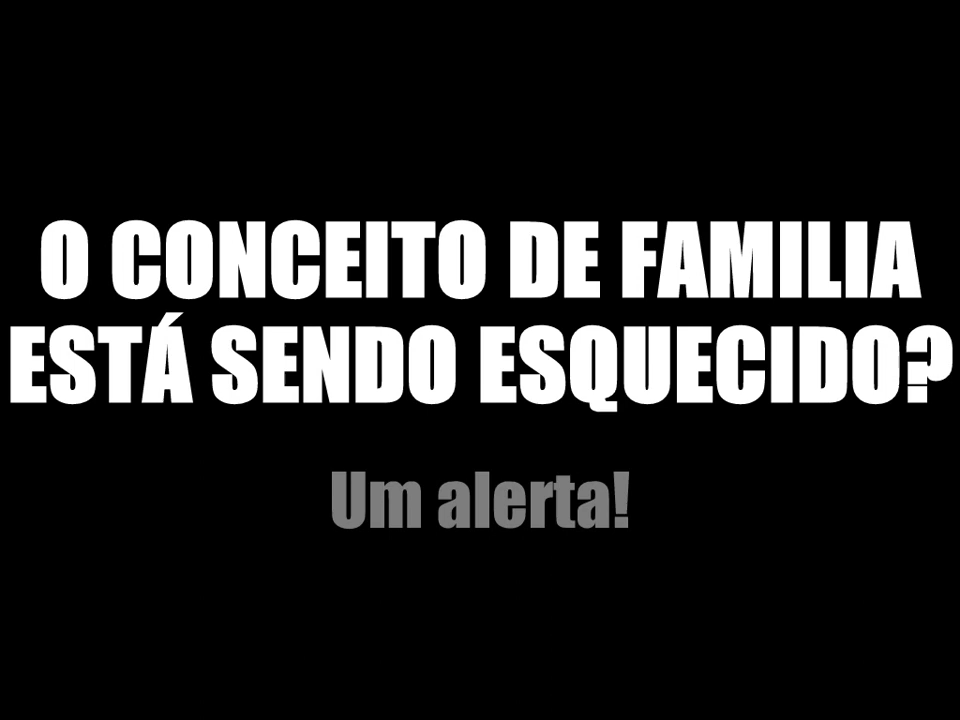 O CONCEITO DE FAMILIA
ESTÁ SENDO ESQUECIDO?
Um alerta!